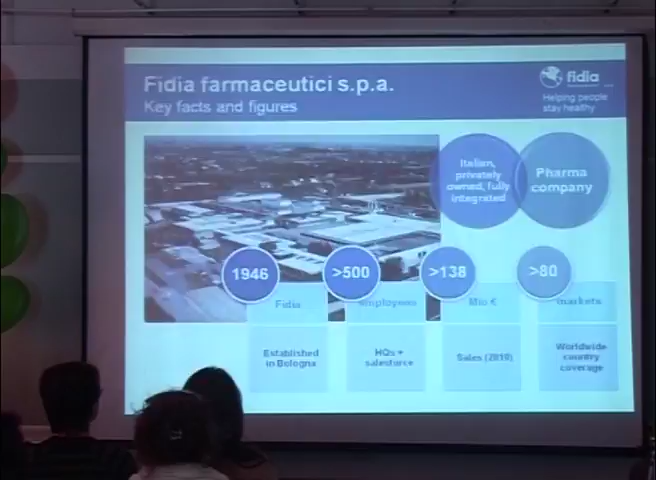 Fidia farmaceutici s.p.a.
Key facts and figures
fidia
Helping people
stay healthy
Italian,
privately
owned, fully
integrated
Pharma
company
1946
>500
>138
>80
Fidia
employees
Mio €
markets
Established
in Bologna
HQs +
salesforce
Sales (2010)
Worldwide
country
coverage